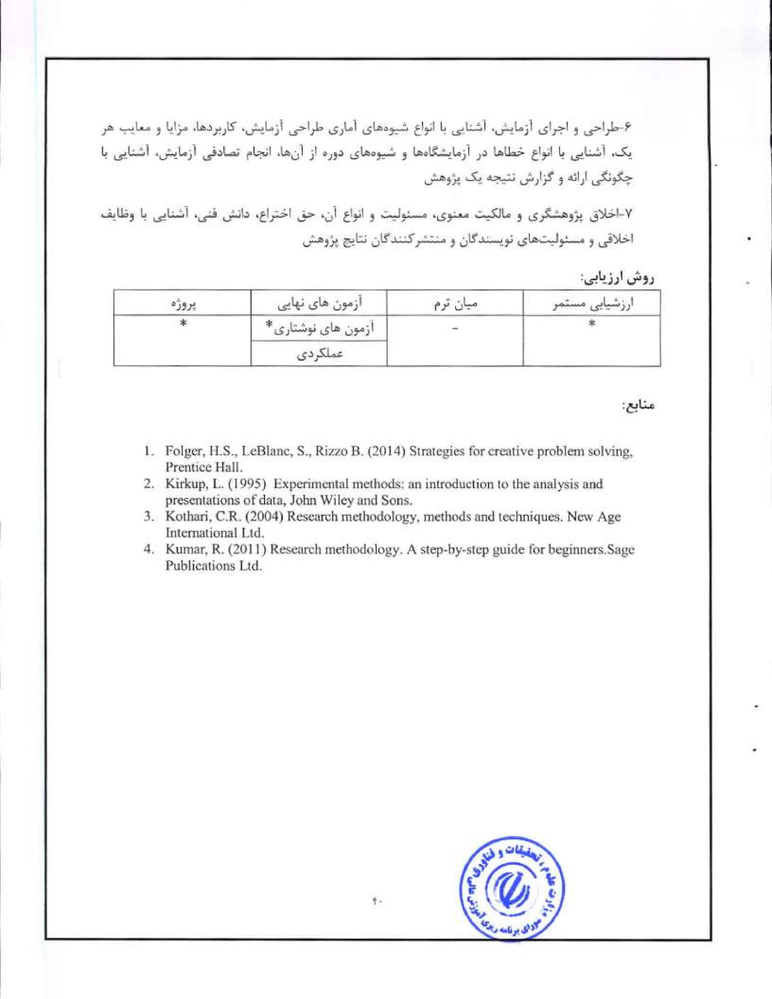 ۶-طراحی و اجرای آزمایش، آشنایی با انواع شیوه‌های آماری طراحی آزمایش، کاربردها، مزایا و معایب هر
یک، آشنایی با انواع خطاها در آزمایشگاه‌ها و شیوه‌های دوره از آن‌ها، انجام تصادفی آزمایش، آشنایی با
چگونگی ارائه و گزارش نتیجه یک پژوهش
۷-اخلاق پژوهشگری و مالکیت معنوی، مسئولیت و انواع آن، حق اختراع، دانش فنی، آشنایی با وظایف
اخلاقی و مسئولیت‌های نویسندگان و منتشرکنندگان نتایج پژوهش
روش ارزیابی:
ارزشیابی مستمر میان ترم آزمون های نهایی پروژه
* - آزمون های نوشتاری* *
عملکردی
منابع:
1. Folger, H.S., LeBlanc, S., Rizzo B. (2014) Strategies for creative problem solving,
Prentice Hall.
2. Kirkup, L. (1995) Experimental methods: an introduction to the analysis and
presentations of data, John Wiley and Sons.
3. Kothari, C.R. (2004) Research methodology, methods and techniques. New Age
International Ltd.
4. Kumar, R. (2011) Research methodology. A step-by-step guide for beginners.Sage
Publications Ltd.
وزارت علوم، تحقیقات و فناوری
شورای برنامه ریزی آموزش عالی
۴۰